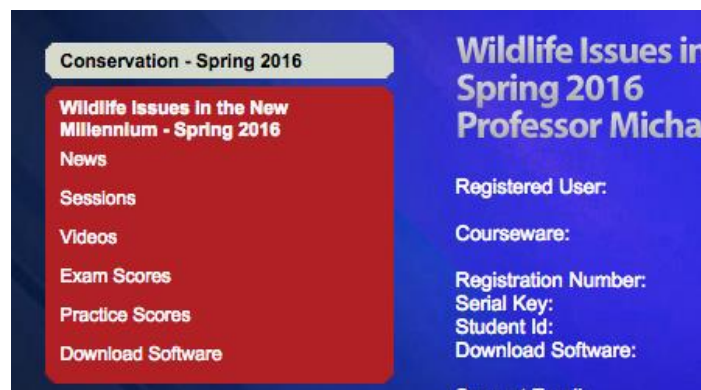 Conservation - Spring 2016
Wildlife Issues in the New
Millennium - Spring 2016
News
Sessions
Videos
Exam Scores
Practice Scores
Download Software
Wildlife Issues in
Spring 2016
Professor Micha
Registered User:
Courseware:
Registration Number:
Serial Key:
Student Id:
Download Software: